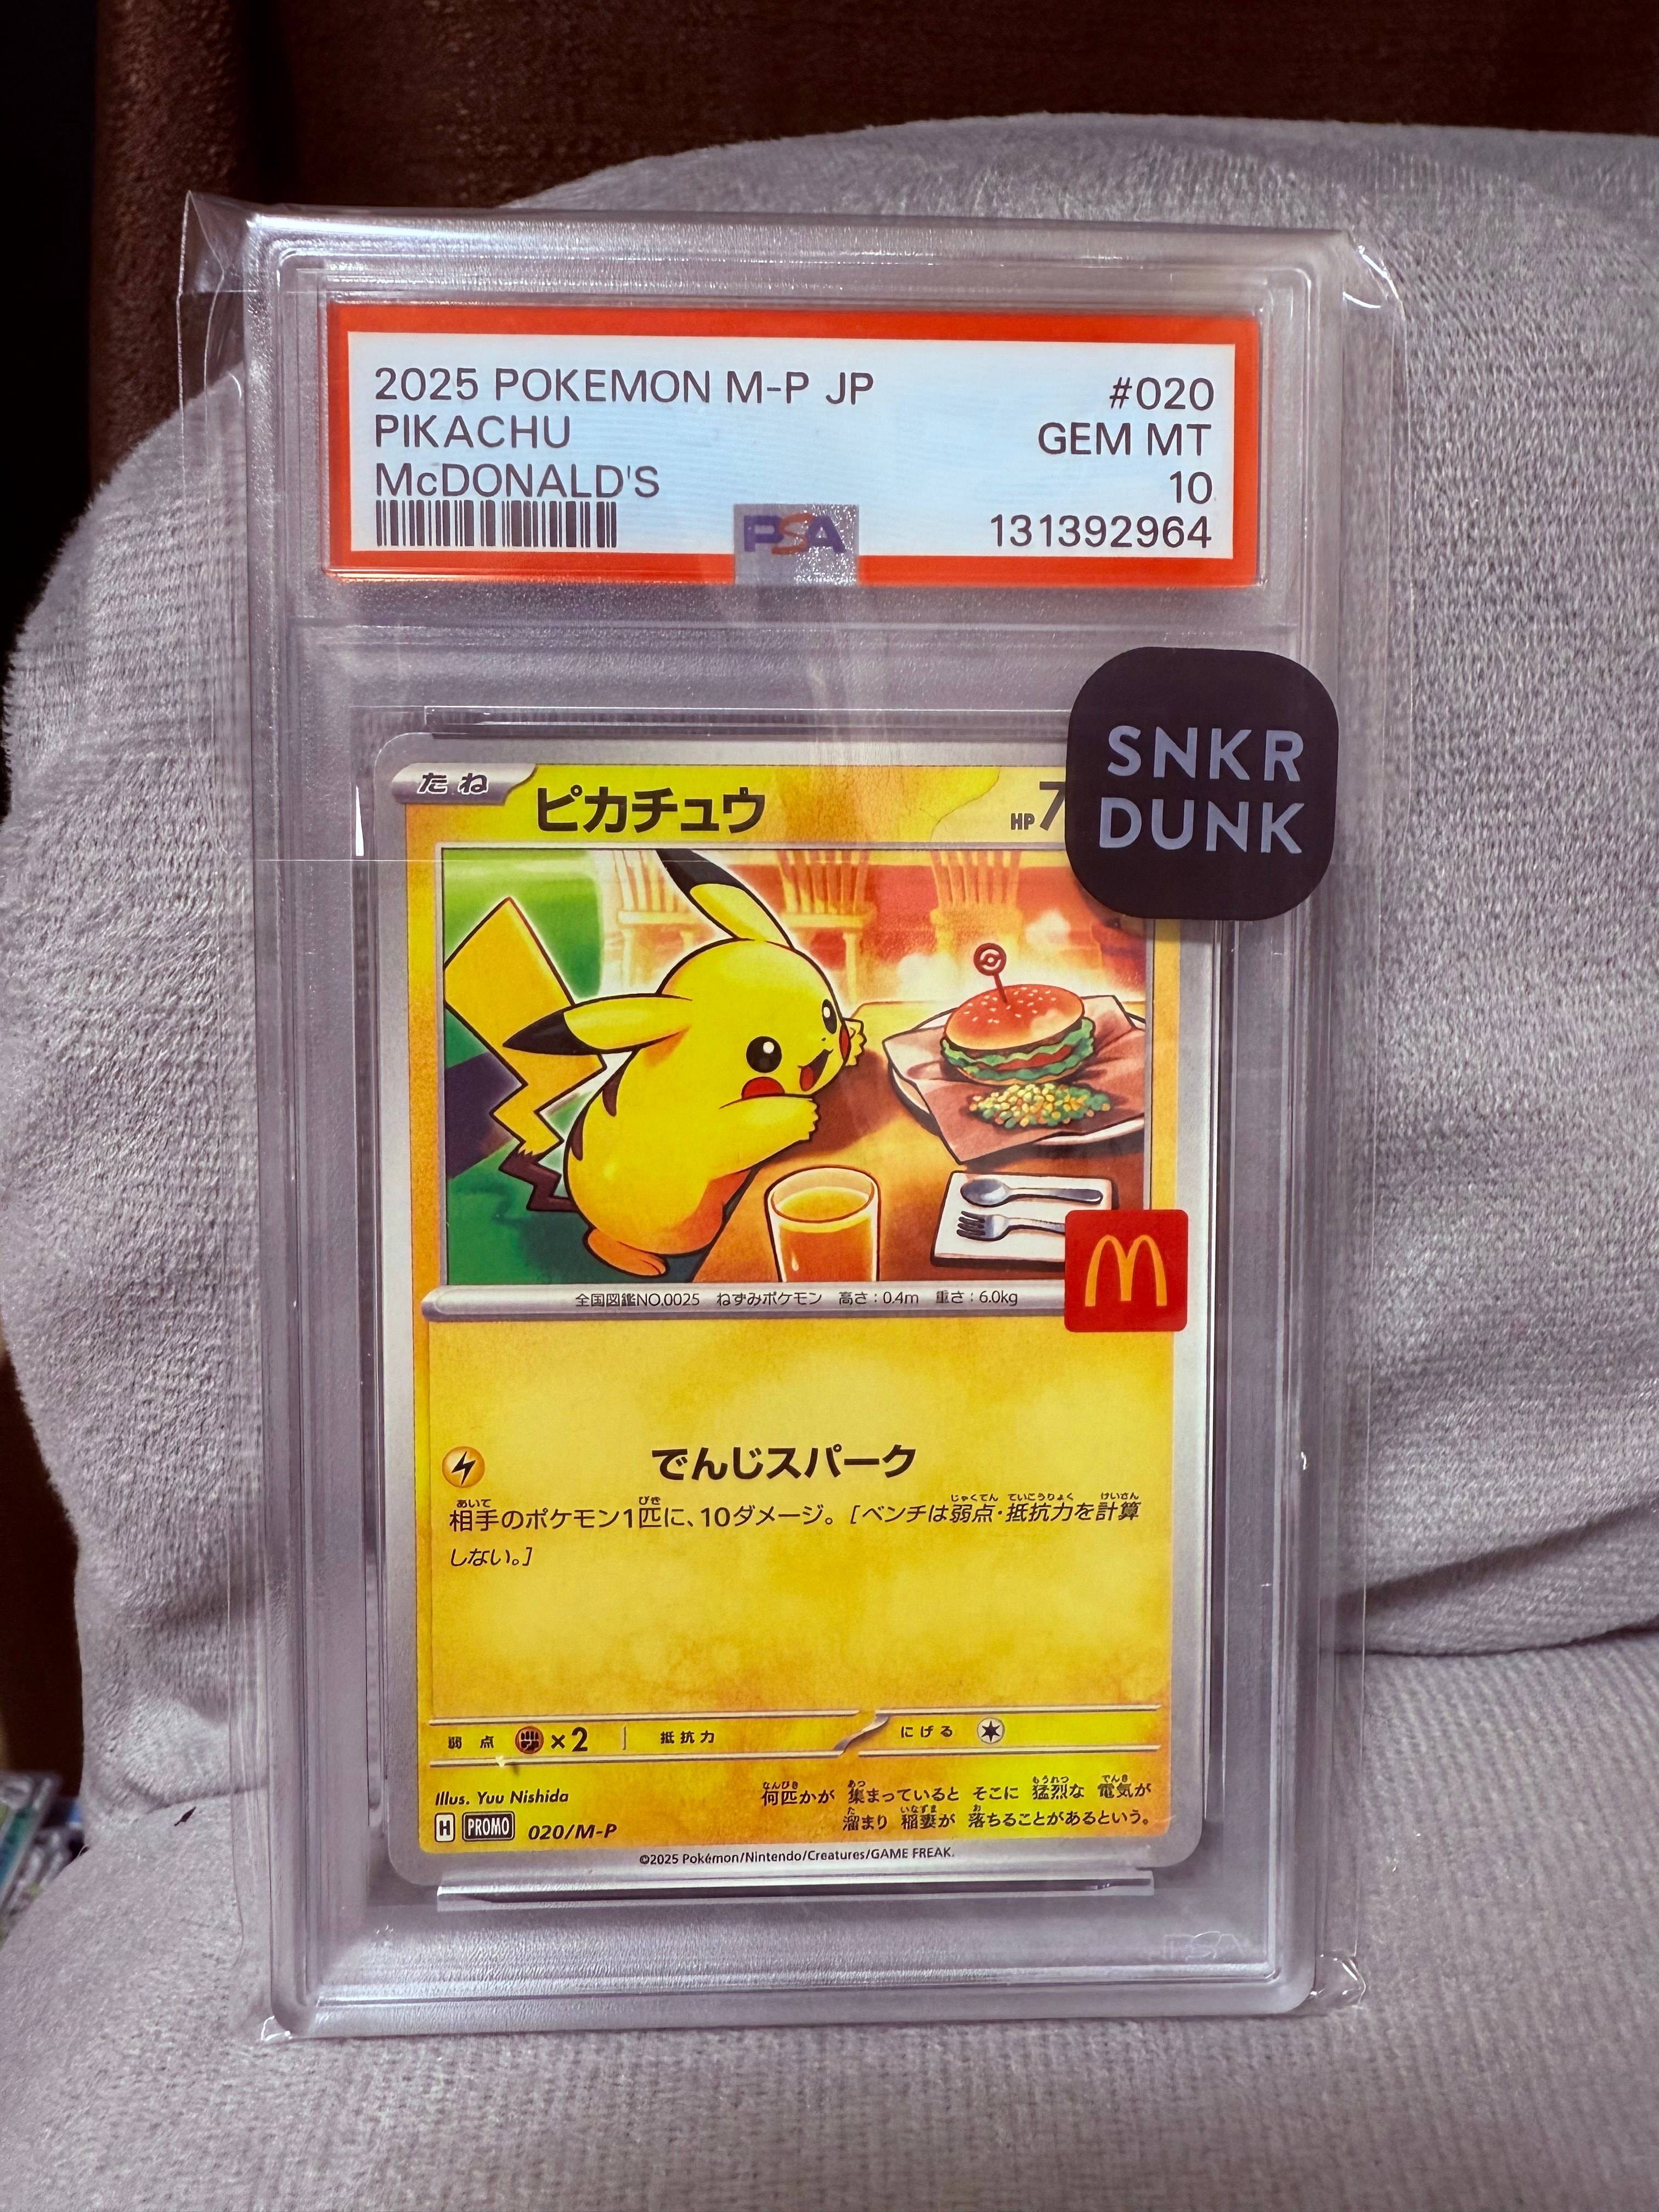 2025 POKEMON M-P JP #020
PIKACHU GEM MT
McDONALD'S 10
PSA 131392964
SNKR
DUNK
たね ピカチュウ HP 7
M
全国図鑑NO.0025 ねずみポケモン 高さ：0.4m 重さ：6.0kg
でんじスパーク
相手のポケモン1匹に、10ダメージ。［ベンチは弱点・抵抗力を計算
しない。］
弱点 ×2 抵抗力 にげる
Illus. Yuu Nishida
何匹かが 集まっていると そこに 猛烈な 電気が
溜まり 稲妻が 落ちることがあるという。
H PROMO 020/M-P
©2025 Pokémon/Nintendo/Creatures/GAME FREAK.
PSA